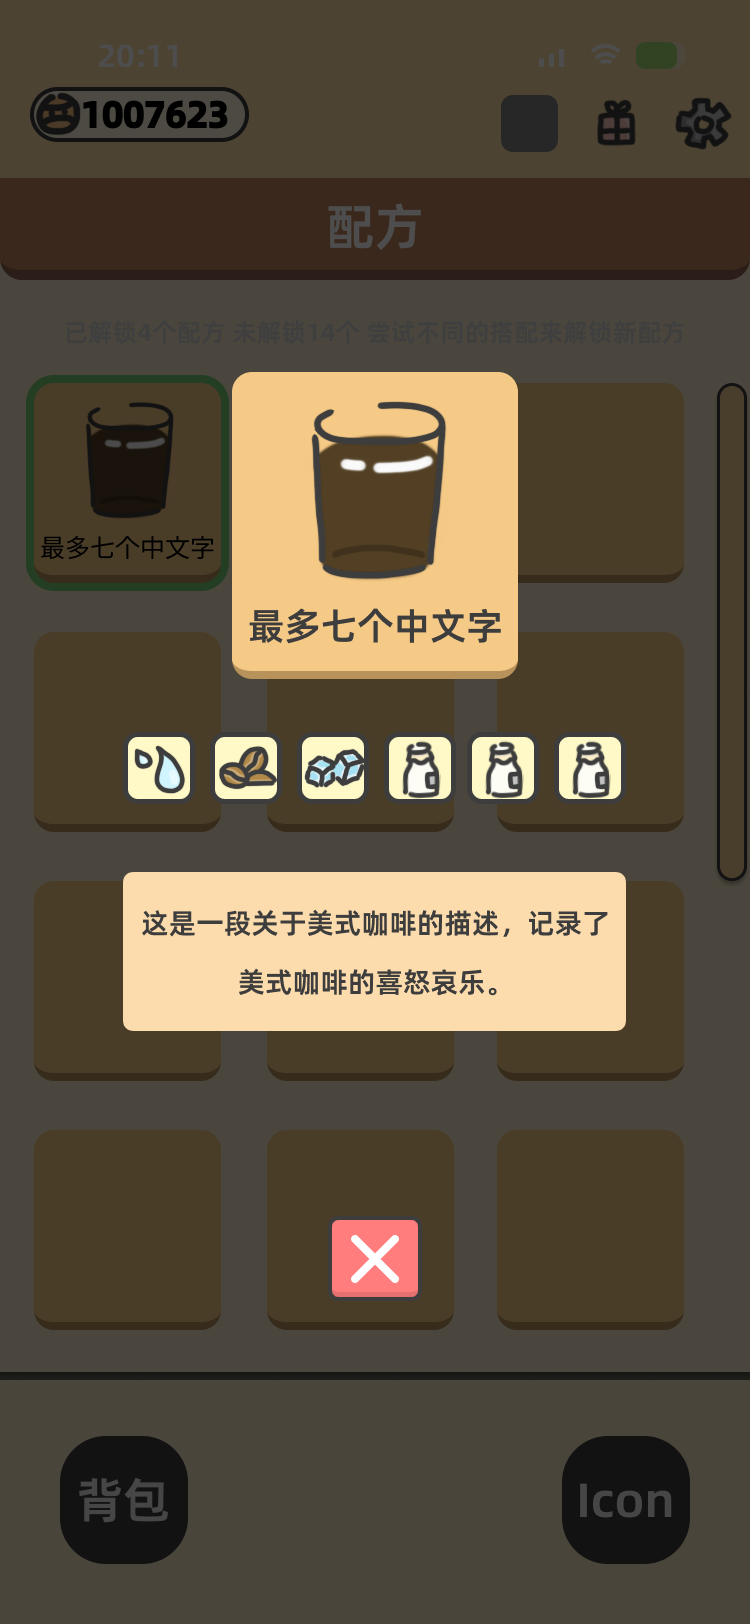 20:11
1007623
配方
已解锁4个配方 未解锁14个 尝试不同的搭配来解锁新配方
最多七个中文字
最多七个中文字
这是一段关于美式咖啡的描述，记录了
美式咖啡的喜怒哀乐。
背包
Icon